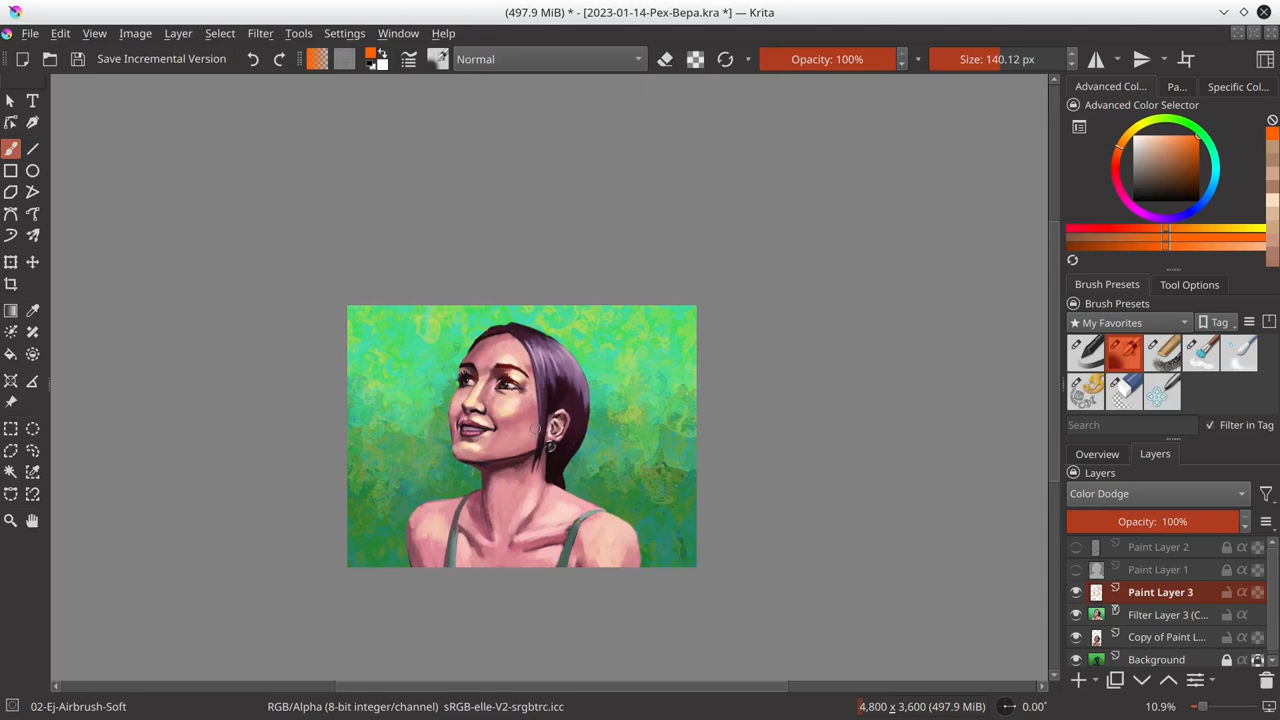 (497.9 MiB) * - [2023-01-14-Pex-Bepa.kra *] — Krita
File Edit View Image Layer Select Filter Tools Settings Window Help
Save Incremental Version
Normal
Opacity: 100%
Size: 140.12 px
Advanced Col...
Pa...
Specific Col...
Advanced Color Selector
Brush Presets
Tool Options
Brush Presets
★ My Favorites
Tag
Search
Filter in Tag
Overview
Layers
Layers
Color Dodge
Opacity: 100%
Paint Layer 2
Paint Layer 1
Paint Layer 3
Filter Layer 3 (C...
Copy of Paint L...
Background
02-Ej-Airbrush-Soft
RGB/Alpha (8-bit integer/channel) sRGB-elle-V2-srgbtrc.icc
4,800 x 3,600 (497.9 MiB)
0.00°
10.9%